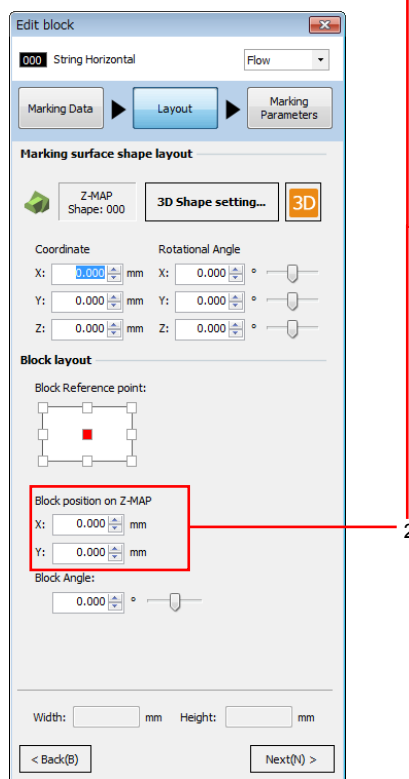 Edit block
000 String Horizontal Flow
Marking Data Layout Marking Parameters
Marking surface shape layout
Z-MAP Shape: 000 3D Shape setting... 3D
Coordinate Rotational Angle
X: 0.000 mm X: 0.000 °
Y: 0.000 mm Y: 0.000 °
Z: 0.000 mm Z: 0.000 °
Block layout
Block Reference point:
Block position on Z-MAP
X: 0.000 mm
2
Y: 0.000 mm
Block Angle:
0.000 °
Width: mm Height: mm
< Back(B) Next(N) >